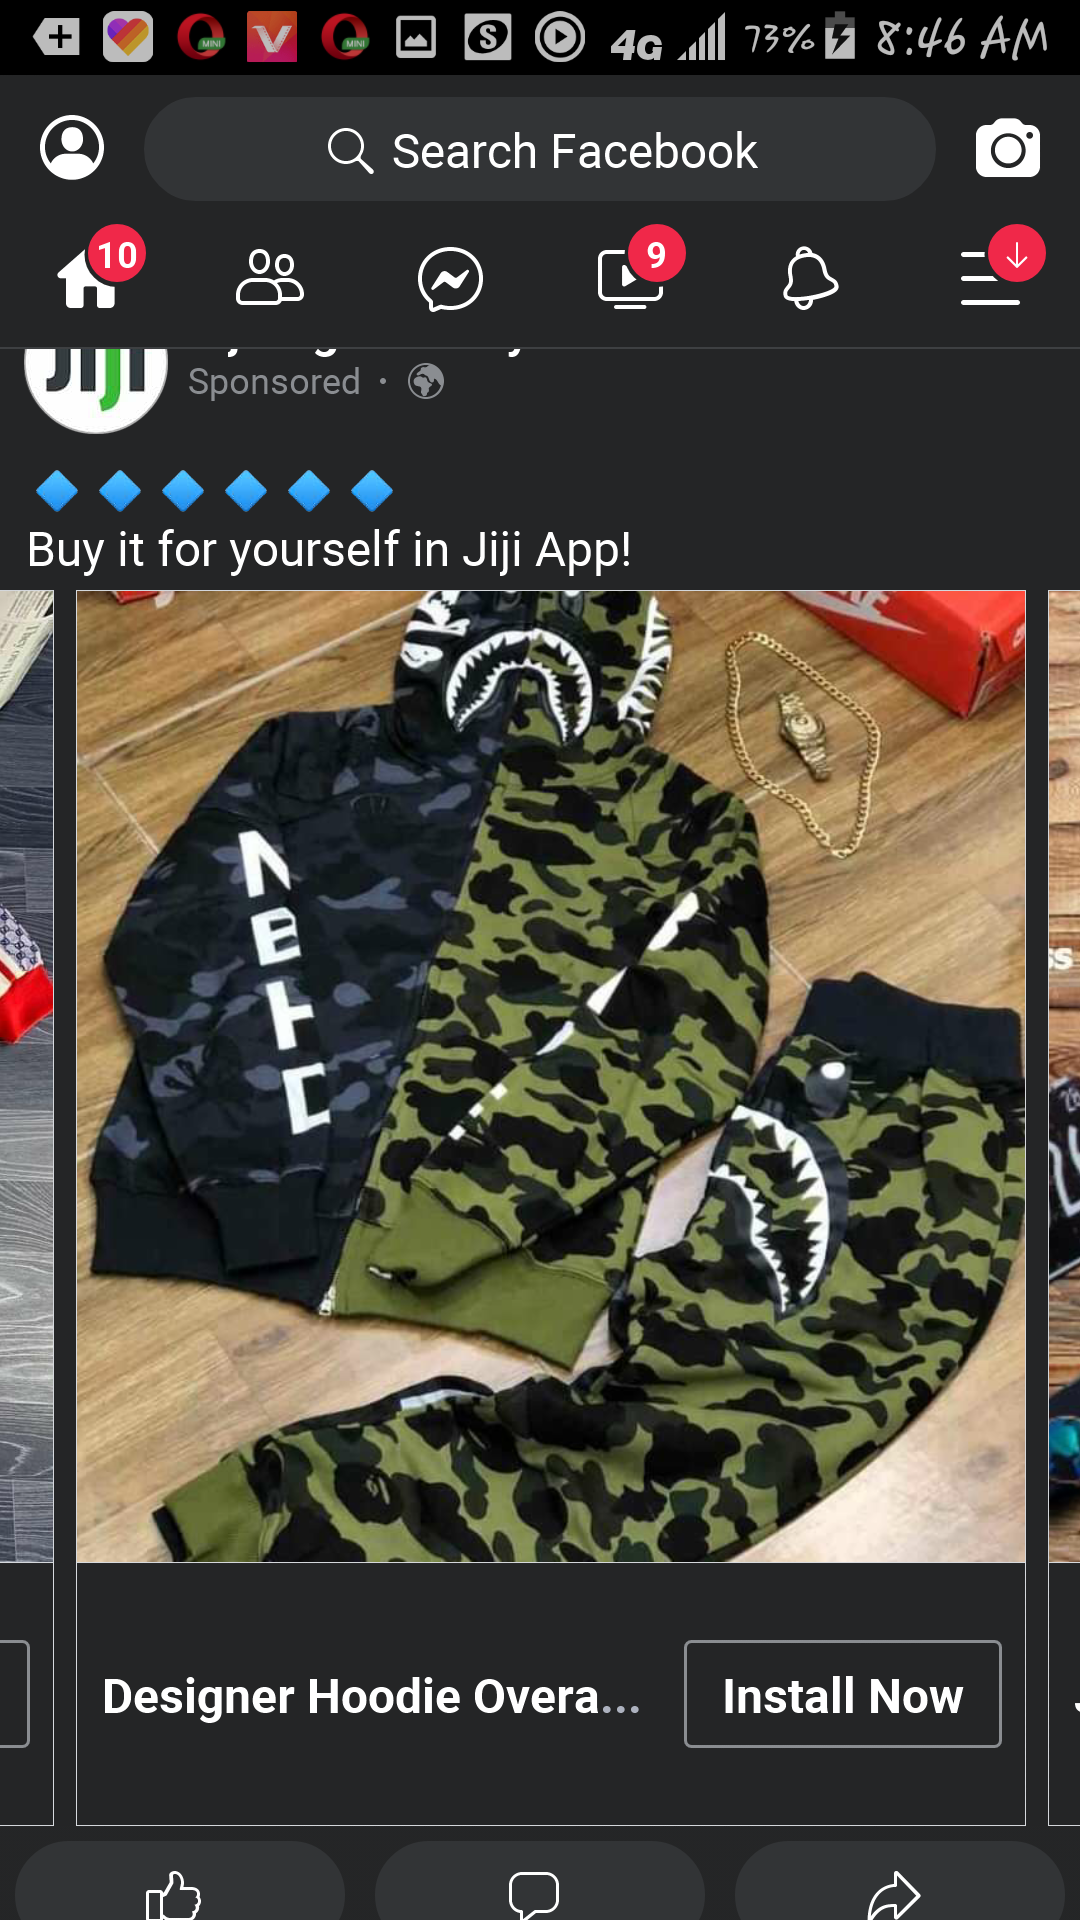 4G 73% 8:46 AM
Search Facebook
10
9
JIJI
Sponsored ·
Buy it for yourself in Jiji App!
Designer Hoodie Overa...
Install Now